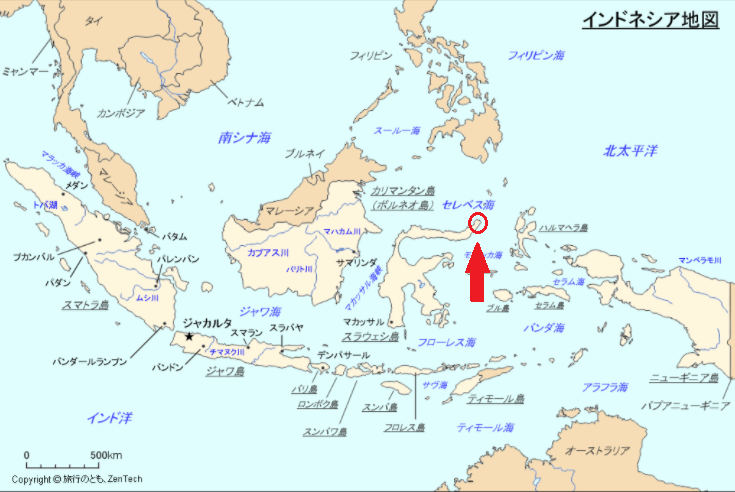 インドネシア地図
タイ
ミャンマー
カンボジア
ベトナム
フィリピン
フィリピン海
南シナ海
スールー海
北太平洋
ブルネイ
マレーシア
マラッカ海峡
メダン
トバ湖
カリマンタン島
(ボルネオ島)
セレベス海
ハルマヘラ島
マレーシア
マハカム川
カプアス川
バリト川
サマリンダ
バタム
ブカンバル
パレンバン
パダン
ムシ川
スマトラ島
マカッサル海峡
セラム海
マンベラモ川
ブル島
セラム島
ジャワ海
ジャカルタ
スマラン
スラバヤ
マカッサル
スラウェシ島
バンダ海
フローレス海
バンダールランプン
バンドン
チマヌク川
ジャワ島
デンパサール
バリ島
ロンボク島
スンバワ島
スンバ島
サヴ海
フロレス島
ティモール島
ティモール海
アラフラ海
ニューギニア島
パプアニューギニア
オーストラリア
インド洋
0 500km
Copyright © 旅行のとも、ZenTech